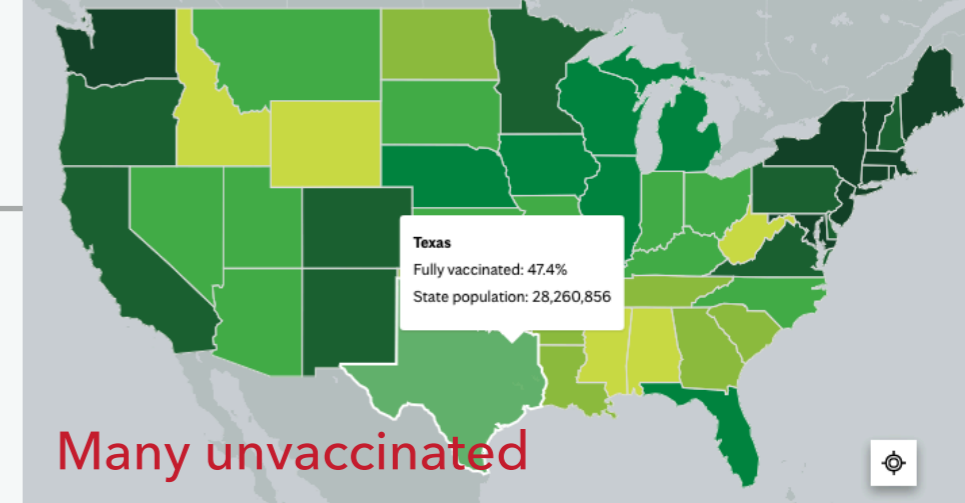 Texas
Fully vaccinated: 47.4%
State population: 28,260,856
Many unvaccinated